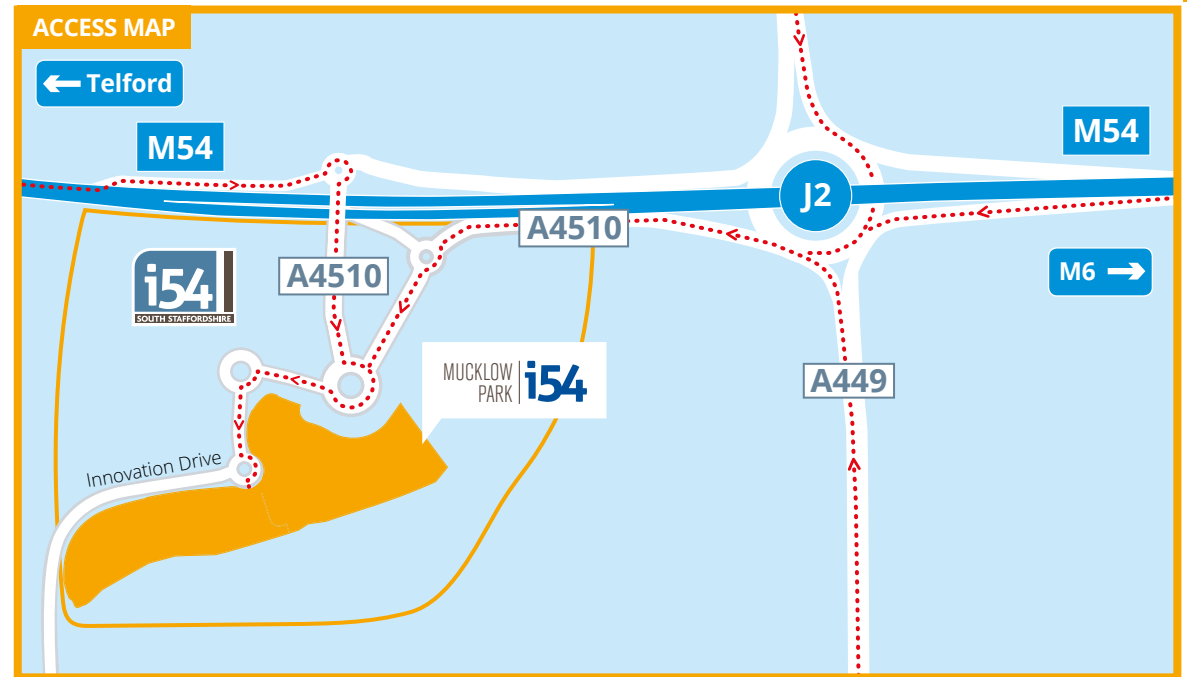 ACCESS MAP
Telford
M54
M54
J2
A4510
M6
i54
SOUTH STAFFORDSHIRE
A4510
MUCKLOW
PARK
i54
A449
Innovation Drive